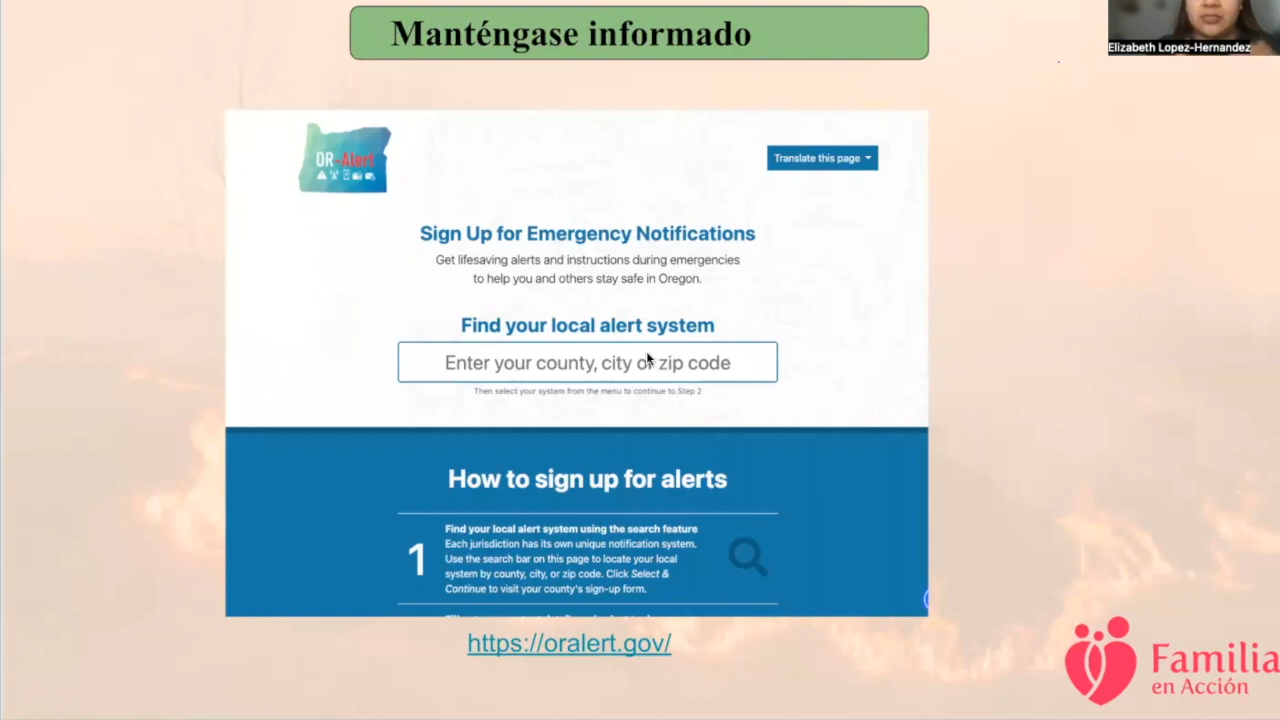 Manténgase informado
Elizabeth Lopez-Hernandez
OR-Alert
Translate this page
Sign Up for Emergency Notifications
Get lifesaving alerts and instructions during emergencies
to help you and others stay safe in Oregon.
Find your local alert system
Enter your county, city or zip code
Then select your system from the menu to continue to Step 2
How to sign up for alerts
1
Find your local alert system using the search feature
Each jurisdiction has its own unique notification system.
Use the search bar on this page to locate your local
system by county, city, or zip code. Click Select &
Continue to visit your county's sign-up form.
https://oralert.gov/
Familia
en Acción